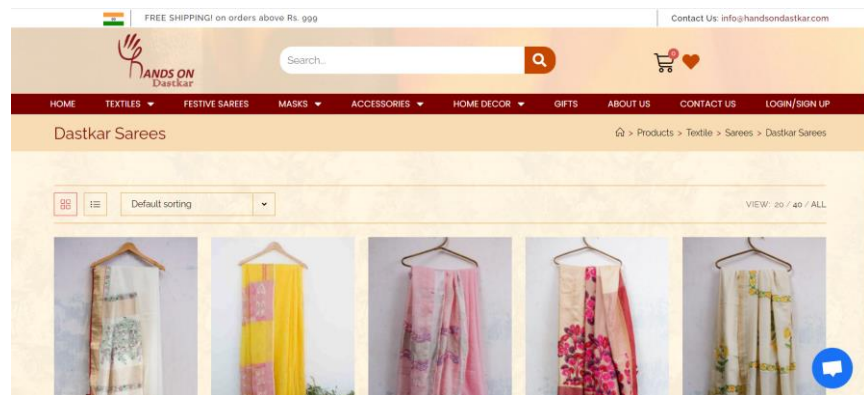 FREE SHIPPING! on orders above Rs. 999
Contact Us: info@handsondastkar.com
HANDS ON
Dastkar
Search...
0
HOME TEXTILES FESTIVE SAREES MASKS ACCESSORIES HOME DECOR GIFTS ABOUT US CONTACT US LOGIN/SIGN UP
Dastkar Sarees
> Products > Textile > Sarees > Dastkar Sarees
Default sorting
VIEW: 20 / 40 / ALL